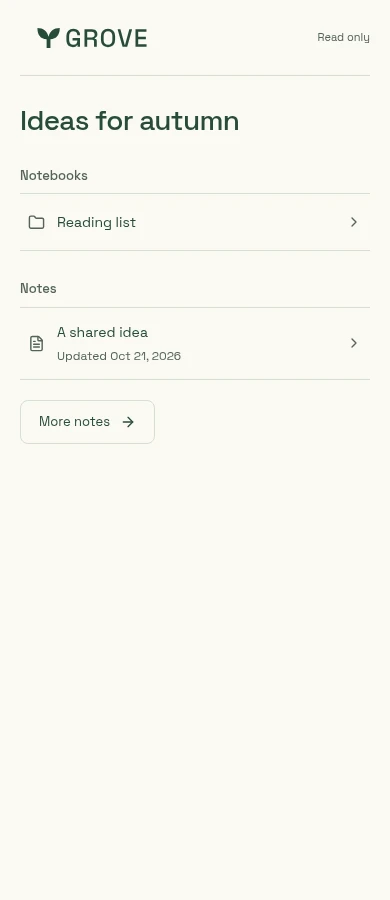 GROVE
Read only
Ideas for autumn
Notebooks
Reading list
Notes
A shared idea
Updated Oct 21, 2026
More notes